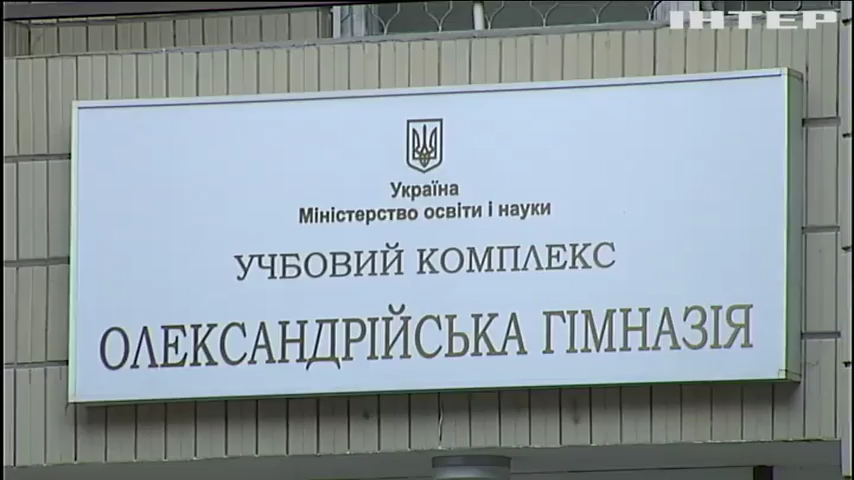 ІНТЕР
Україна
Міністерство освіти і науки
УЧБОВИЙ КОМПЛЕКС
ОЛЕКСАНДРІЙСЬКА ГІМНАЗІЯ